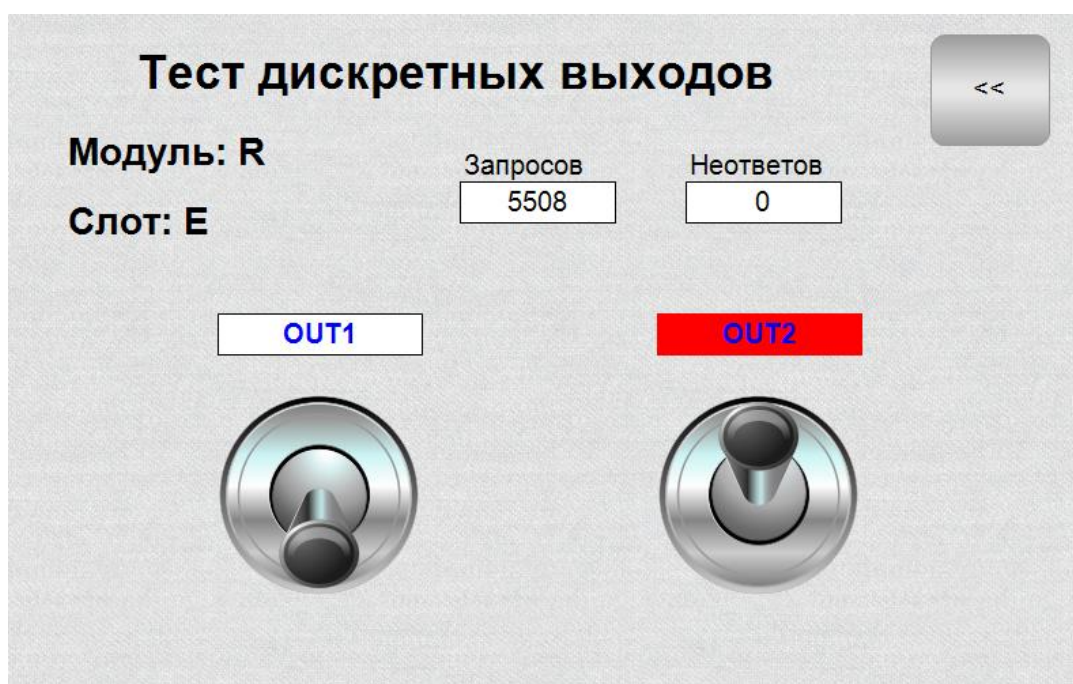 Тест дискретных выходов
<<
Модуль: R
Запросов
Неответов
5508
0
Слот: E
OUT1
OUT2